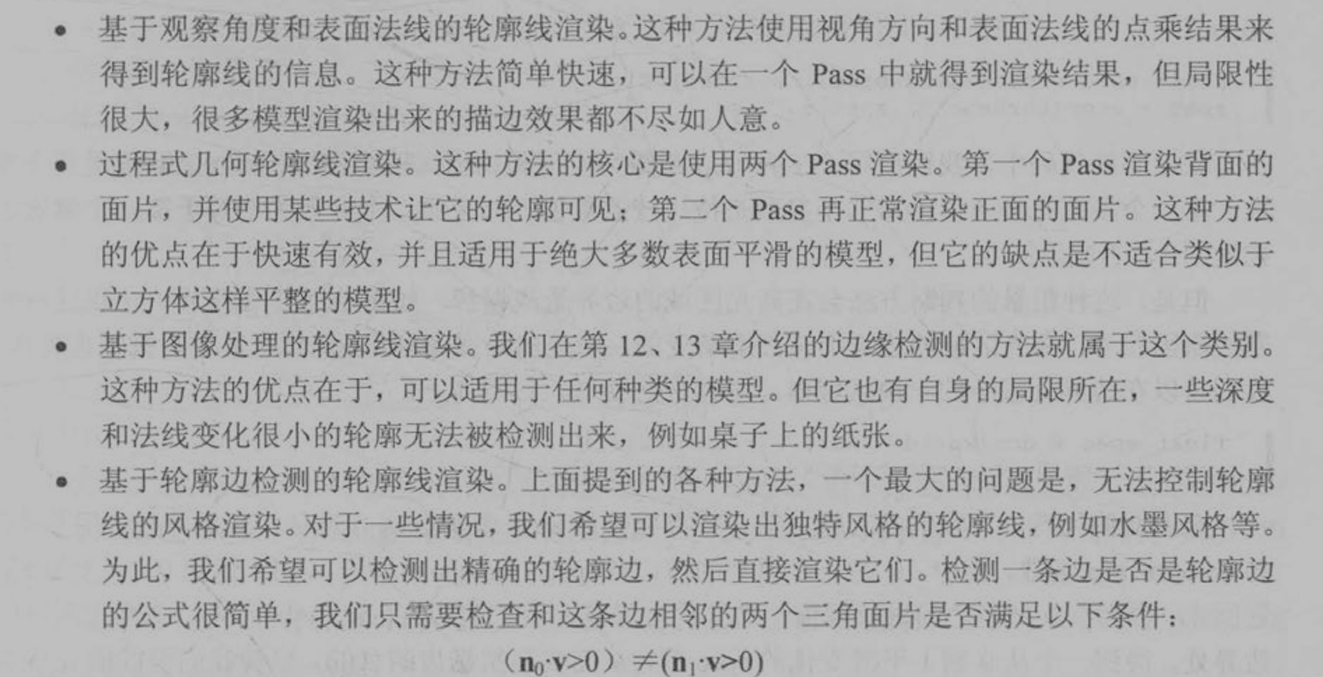 • 基于观察角度和表面法线的轮廓线渲染。这种方法使用视角方向和表面法线的点乘结果来
得到轮廓线的信息。这种方法简单快速，可以在一个 Pass 中就得到渲染结果，但局限性
很大，很多模型渲染出来的描边效果都不尽如人意。
• 过程式几何轮廓线渲染。这种方法的核心是使用两个 Pass 渲染。第一个 Pass 渲染背面的
面片，并使用某些技术让它的轮廓可见；第二个 Pass 再正常渲染正面的面片。这种方法
的优点在于快速有效，并且适用于绝大多数表面平滑的模型，但它的缺点是不适合类似于
立方体这样平整的模型。
• 基于图像处理的轮廓线渲染。我们在第 12、13 章介绍的边缘检测的方法就属于这个类别。
这种方法的优点在于，可以适用于任何种类的模型。但它也有自身的局限所在，一些深度
和法线变化很小的轮廓无法被检测出来，例如桌子上的纸张。
• 基于轮廓边检测的轮廓线渲染。上面提到的各种方法，一个最大的问题是，无法控制轮廓
线的风格渲染。对于一些情况，我们希望可以渲染出独特风格的轮廓线，例如水墨风格等。
为此，我们希望可以检测出精确的轮廓边，然后直接渲染它们。检测一条边是否是轮廓边
的公式很简单，我们只需要检查和这条边相邻的两个三角面片是否满足以下条件：
（n₀·v>0）≠(n₁·v>0)